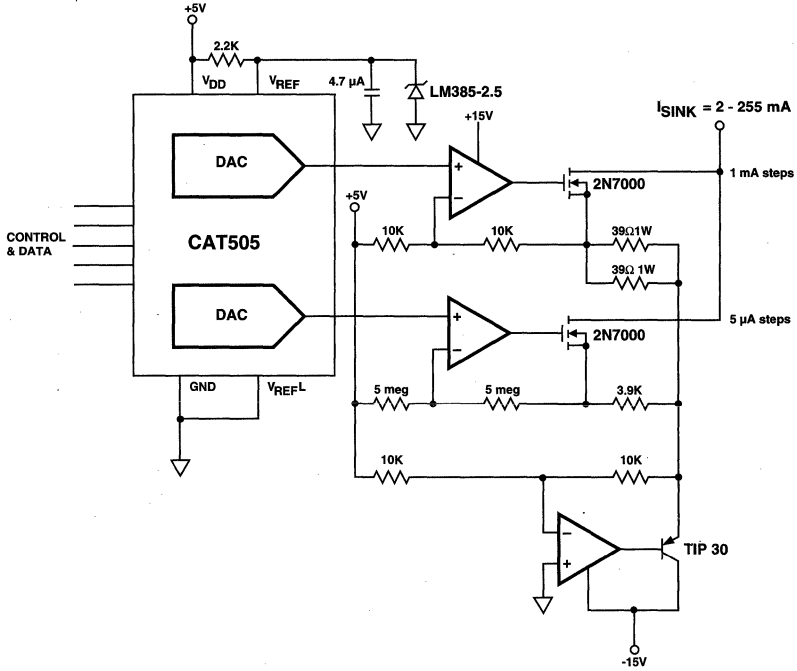 +5V
2.2K
VDD
VREF
4.7 µA
LM385-2.5
+15V
ISINK = 2 - 255 mA
DAC
+
−
2N7000
1 mA steps
+5V
10K
10K
39Ω1W
CONTROL
& DATA
CAT505
39Ω 1W
DAC
+
−
2N7000
5 µA steps
GND
VREFL
5 meg
5 meg
3.9K
10K
10K
−
+
TIP 30
-15V